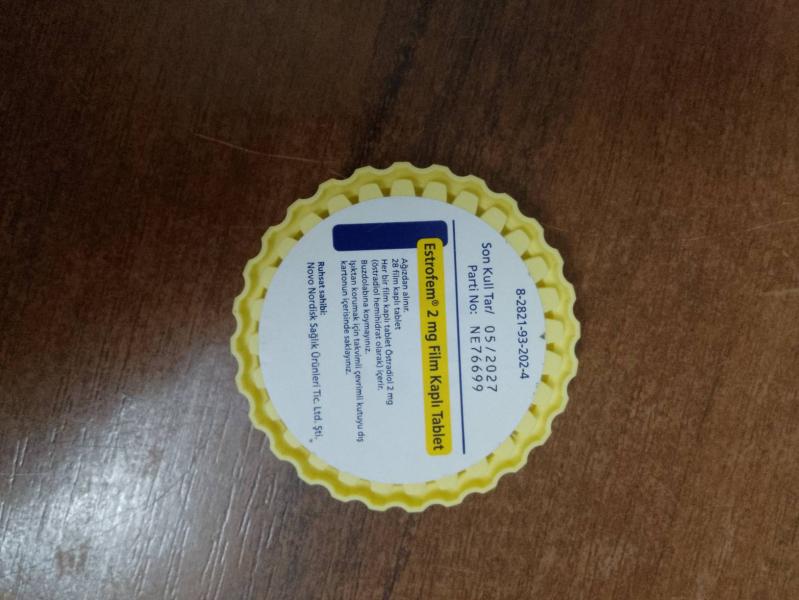 8-2821-93-202-4
Son Kull Tar/ 05/2027
Parti No: NE76699
Estrofem® 2 mg Film Kaplı Tablet
Ağızdan alınır.
28 film kaplı tablet
Her bir film kaplı tablet Östradiol 2 mg
(östradiol hemihidrat olarak) içerir.
Buzdolabına koymayınız.
Işıktan korumak için takvimli çevrimli kutuyu dış
kartonun içerisinde saklayınız.
Ruhsat sahibi:
Novo Nordisk Sağlık Ürünleri Tic. Ltd. Şti.